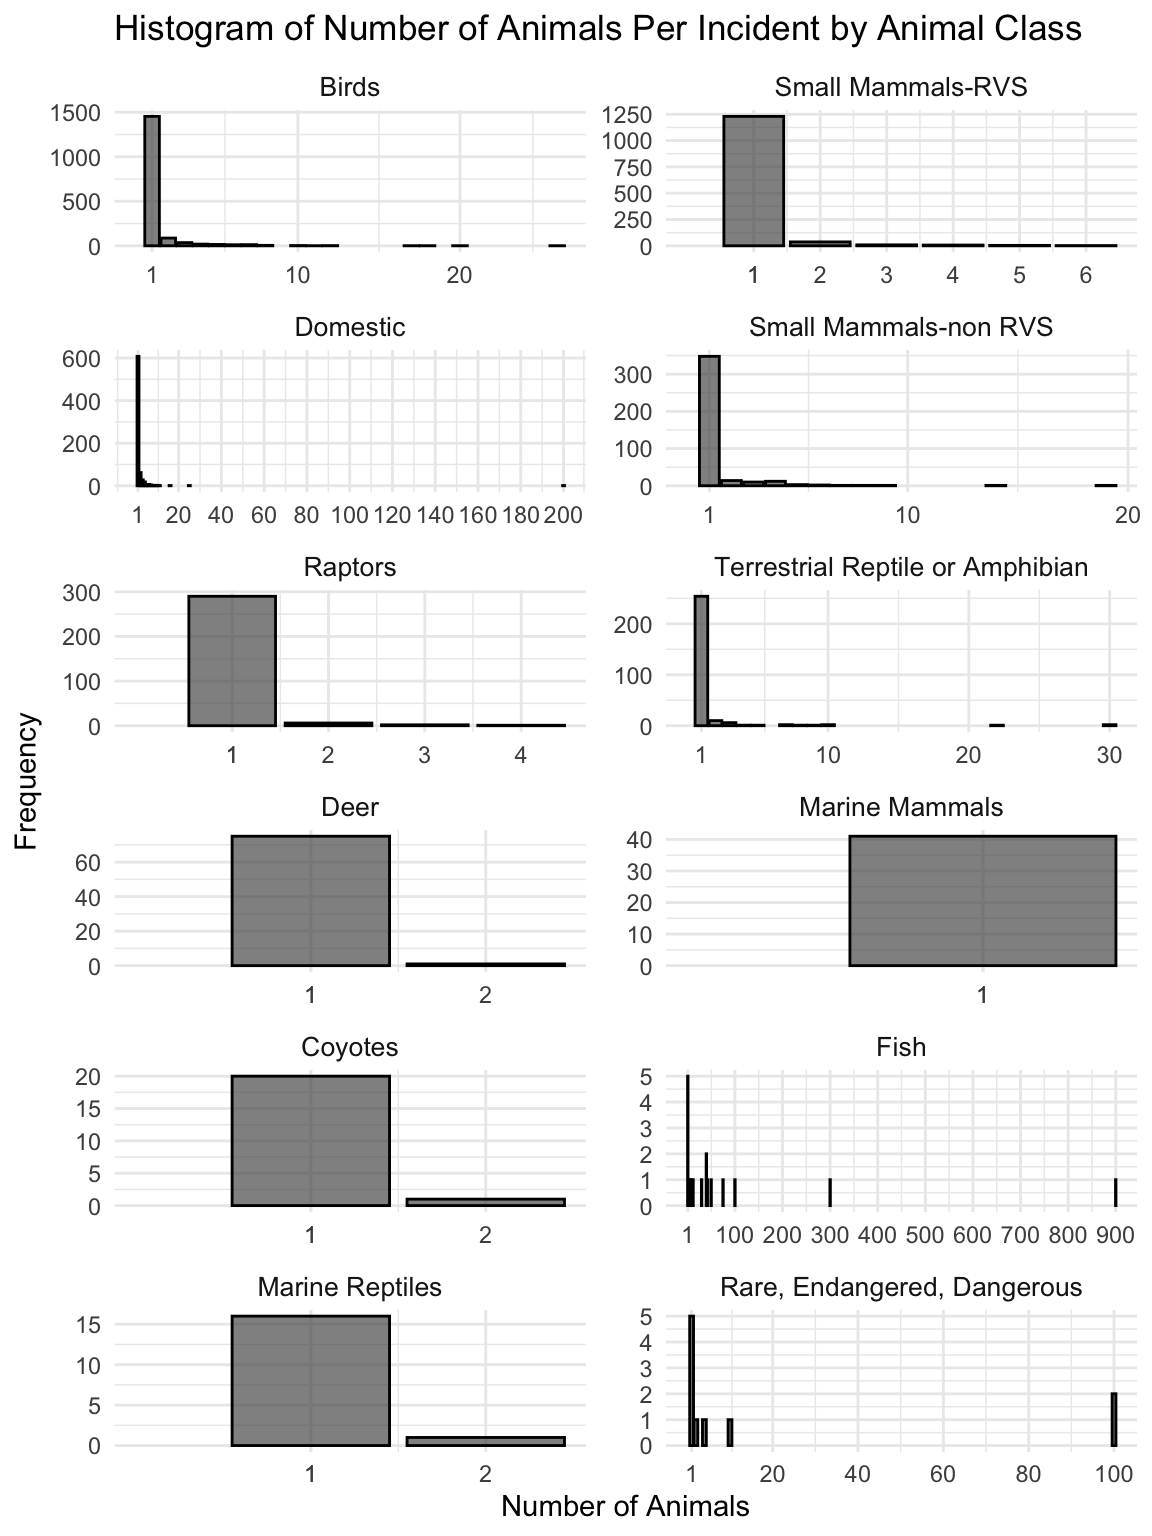 Histogram of Number of Animals Per Incident by Animal Class
Birds
1500
1000
500
0
1 10 20
Small Mammals-RVS
1250
1000
750
500
250
0
1 2 3 4 5 6
Domestic
600
400
200
0
1 20 40 60 80 100 120 140 160 180 200
Small Mammals-non RVS
300
200
100
0
1 10 20
Raptors
300
200
100
0
1 2 3 4
Terrestrial Reptile or Amphibian
200
100
0
1 10 20 30
Frequency
Deer
60
40
20
0
1 2
Marine Mammals
40
30
20
10
0
1
Coyotes
20
15
10
5
0
1 2
Fish
5
4
3
2
1
0
1 100 200 300 400 500 600 700 800 900
Marine Reptiles
15
10
5
0
1 2
Rare, Endangered, Dangerous
5
4
3
2
1
0
1 20 40 60 80 100
Number of Animals